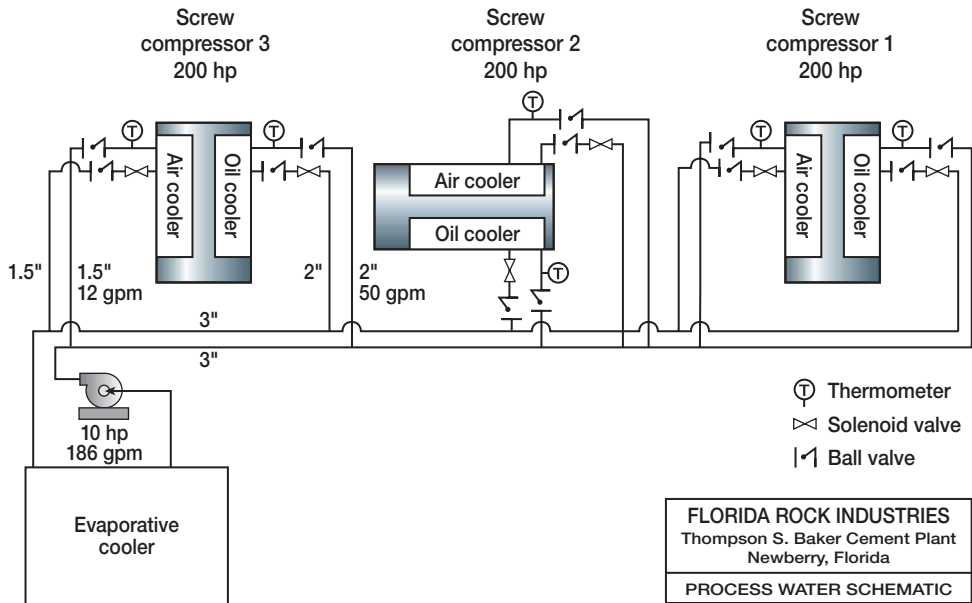 Screw
compressor 3
200 hp
Screw
compressor 2
200 hp
Screw
compressor 1
200 hp
T
T
T
T
T
T
Air cooler
Oil cooler
Air cooler
Oil cooler
Air cooler
Oil cooler
1.5"
1.5"
12 gpm
2"
2"
50 gpm
3"
3"
10 hp
186 gpm
Evaporative
cooler
T Thermometer
Solenoid valve
Ball valve
FLORIDA ROCK INDUSTRIES
Thompson S. Baker Cement Plant
Newberry, Florida
PROCESS WATER SCHEMATIC